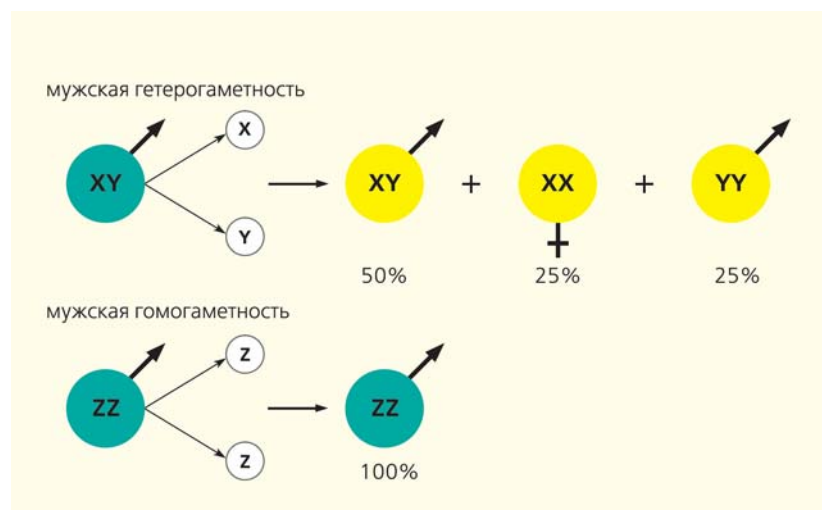 мужская гетерогаметность
X
XY
Y
XY + XX + YY
50% 25% 25%
мужская гомогаметность
Z
ZZ
Z
ZZ
100%